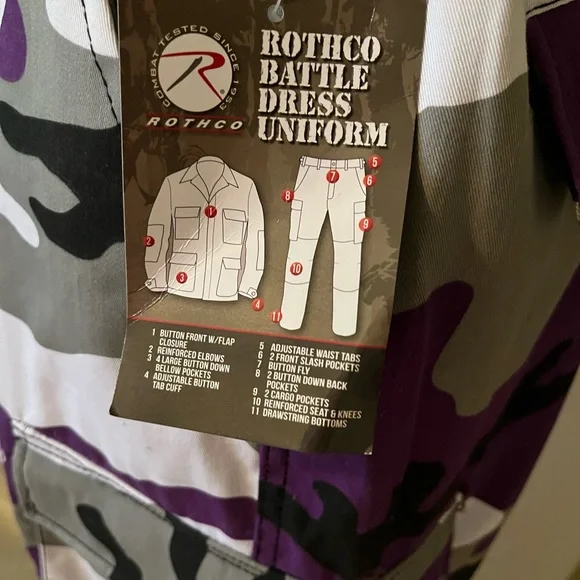 COMBAT TESTED SINCE 1953
R
ROTHCO
ROTHCO
BATTLE
DRESS
UNIFORM
1
2
3
4
5
6
7
8
9
10
11
1 BUTTON FRONT W/FLAP
CLOSURE
2 REINFORCED ELBOWS
3 4 LARGE BUTTON DOWN
BELLOW POCKETS
4 ADJUSTABLE BUTTON
TAB CUFF
5 ADJUSTABLE WAIST TABS
6 2 FRONT SLASH POCKETS
7 BUTTON FLY
8 2 BUTTON DOWN BACK
POCKETS
9 2 CARGO POCKETS
10 REINFORCED SEAT & KNEES
11 DRAWSTRING BOTTOMS